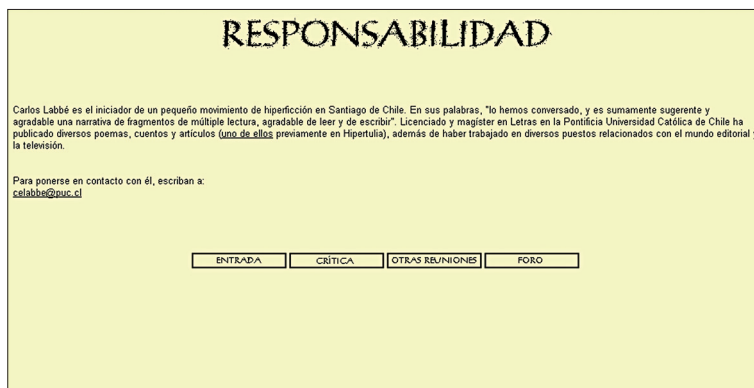 RESPONSABILIDAD
Carlos Labbé es el iniciador de un pequeño movimiento de hiperficción en Santiago de Chile. En sus palabras, "lo hemos conversado, y es sumamente sugerente y
agradable una narrativa de fragmentos de múltiple lectura, agradable de leer y de escribir". Licenciado y magíster en Letras en la Pontificia Universidad Católica de Chile ha
publicado diversos poemas, cuentos y artículos (uno de ellos previamente en Hipertulia), además de haber trabajado en diversos puestos relacionados con el mundo editorial y
la televisión.
Para ponerse en contacto con él, escriban a:
celabbe@puc.cl
ENTRADA CRÍTICA OTRAS REUNIONES FORO